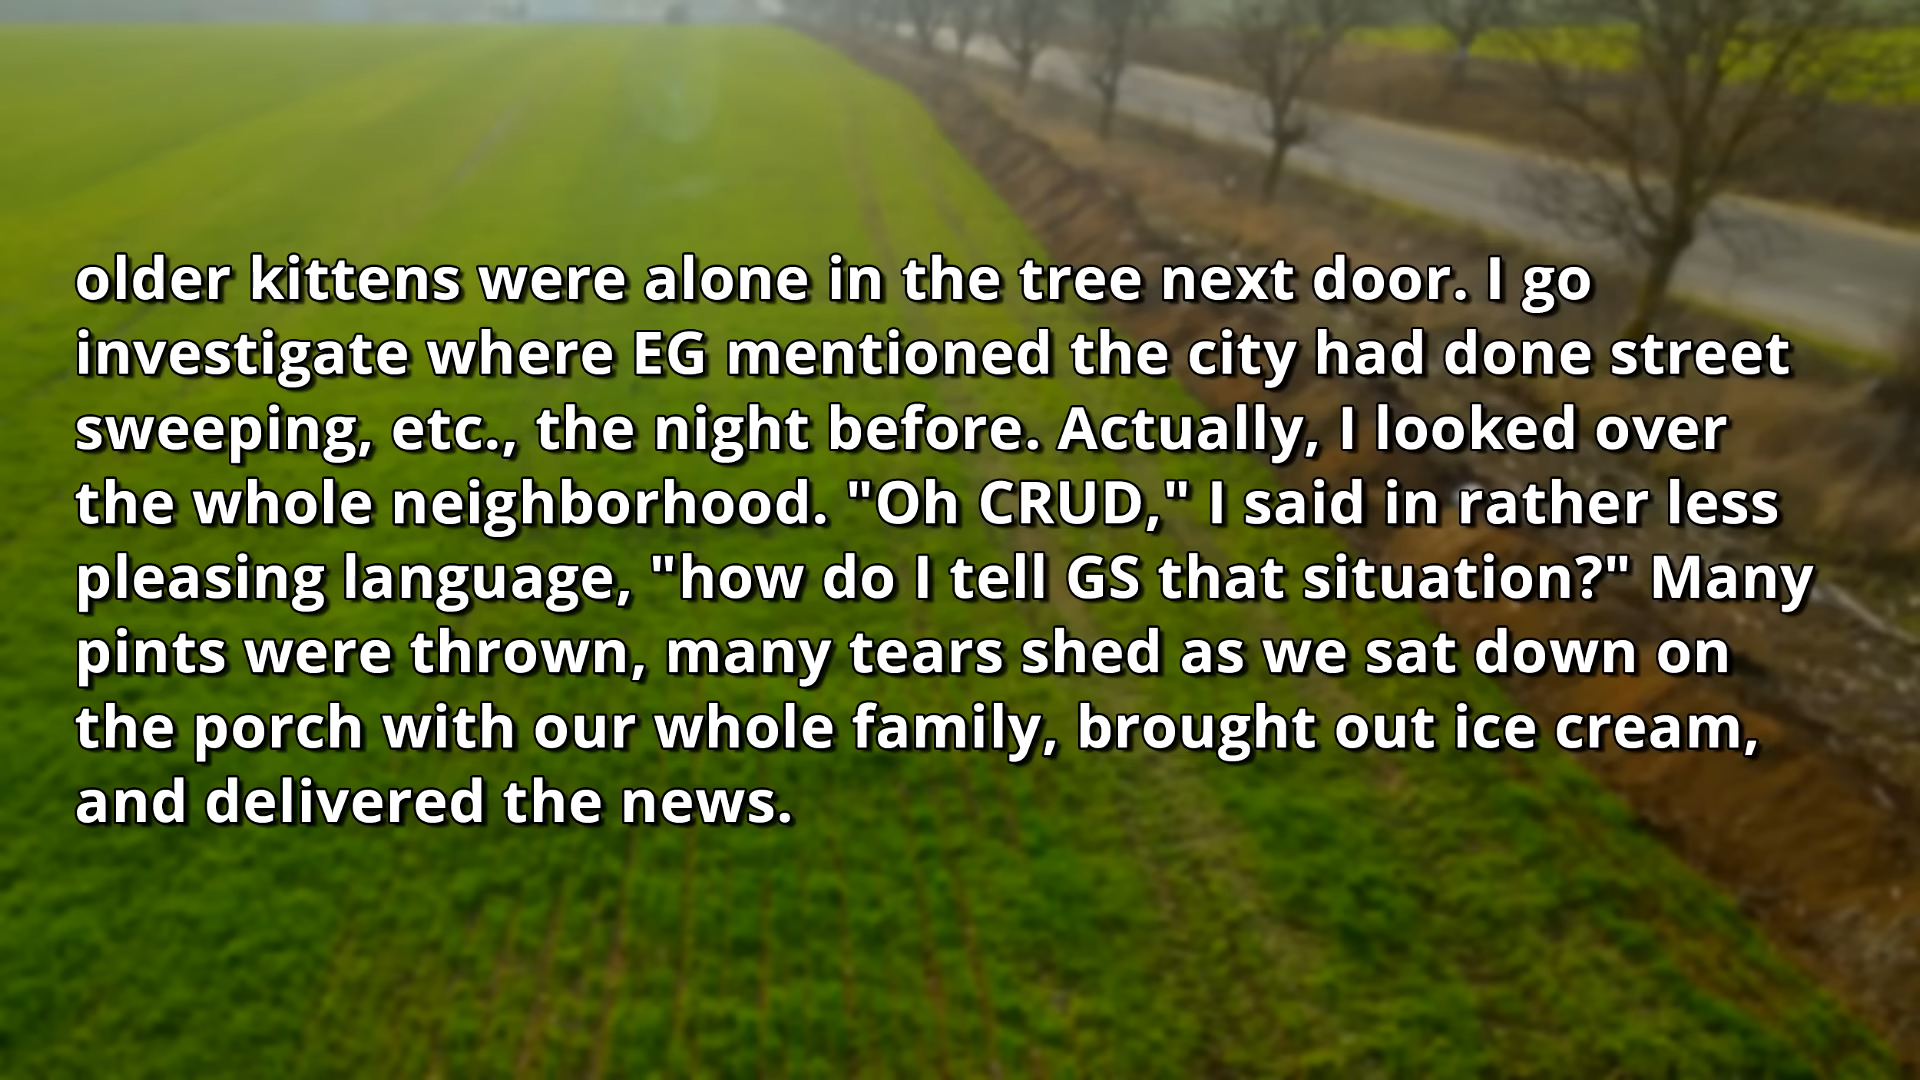 older kittens were alone in the tree next door. I go
investigate where EG mentioned the city had done street
sweeping, etc., the night before. Actually, I looked over
the whole neighborhood. "Oh CRUD," I said in rather less
pleasing language, "how do I tell GS that situation?" Many
pints were thrown, many tears shed as we sat down on
the porch with our whole family, brought out ice cream,
and delivered the news.